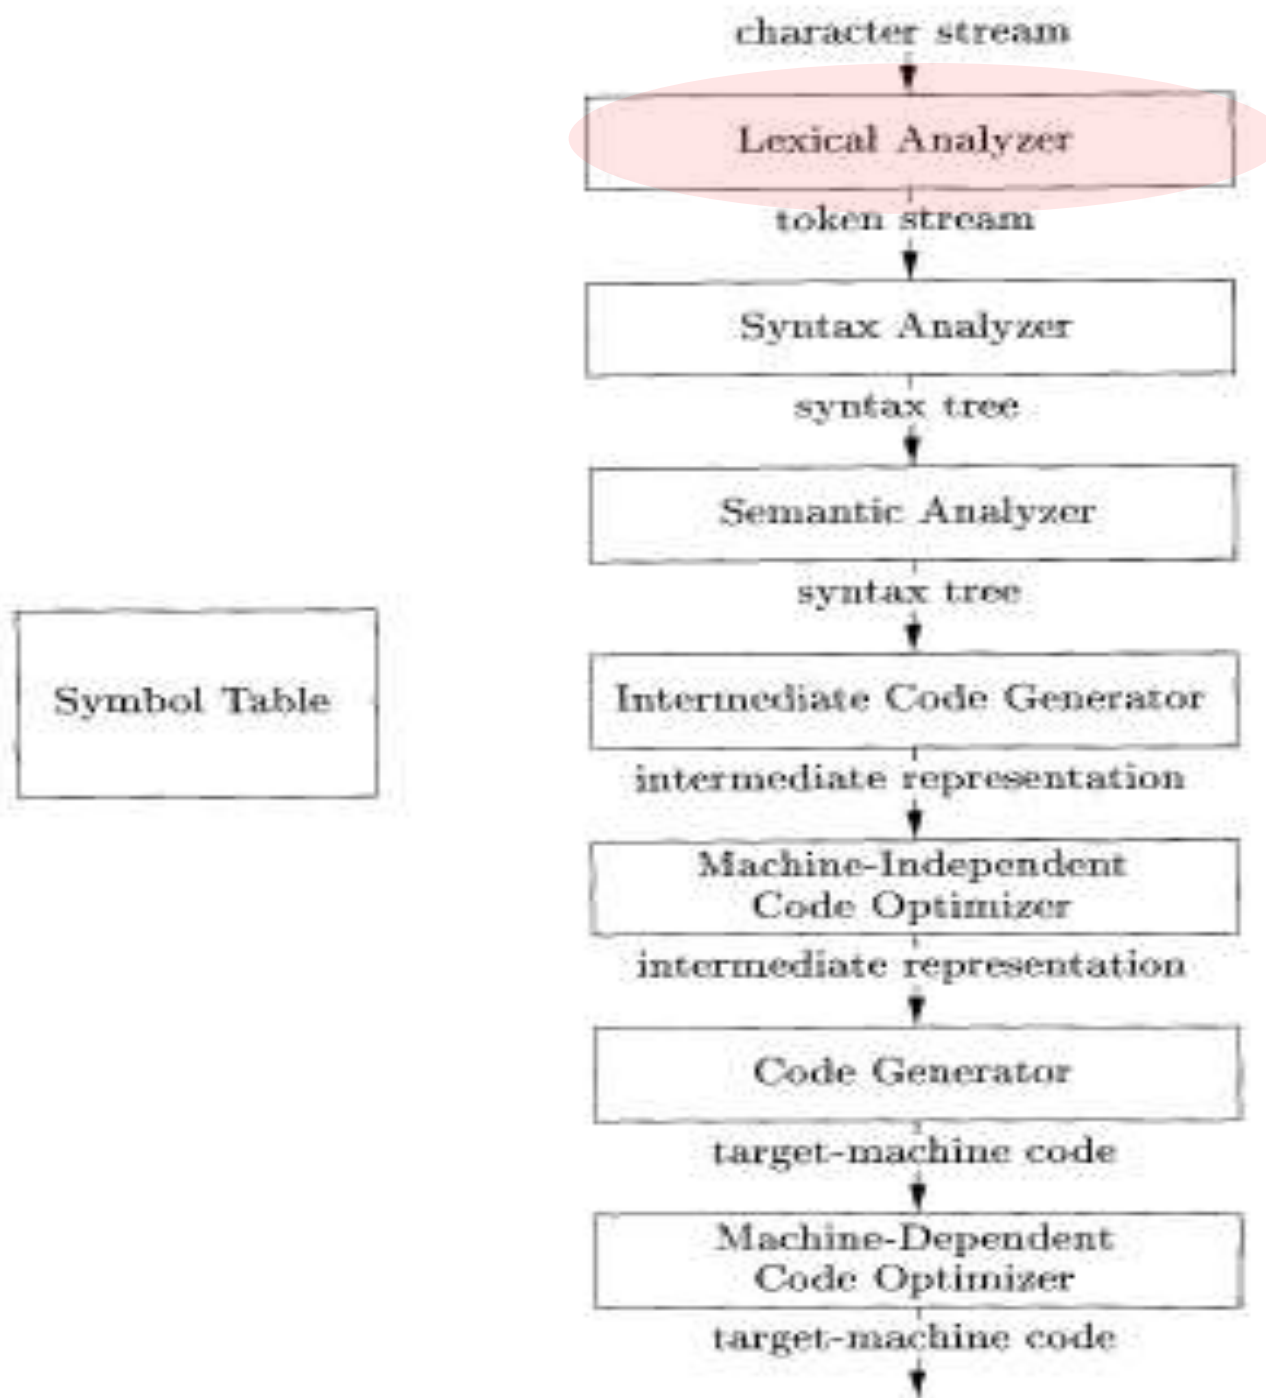 character stream
Lexical Analyzer
token stream
Syntax Analyzer
syntax tree
Semantic Analyzer
syntax tree
Symbol Table
Intermediate Code Generator
intermediate representation
Machine-Independent
Code Optimizer
intermediate representation
Code Generator
target-machine code
Machine-Dependent
Code Optimizer
target-machine code